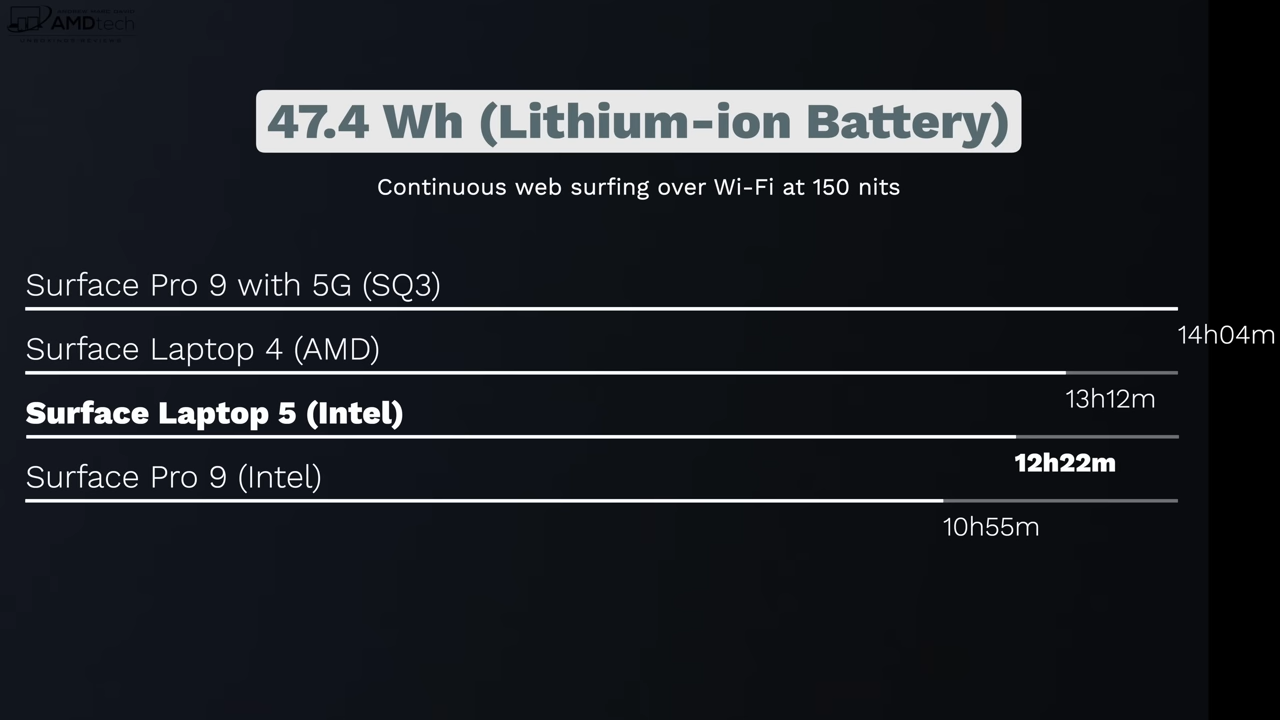 AMDtech
47.4 Wh (Lithium-ion Battery)
Continuous web surfing over Wi-Fi at 150 nits
Surface Pro 9 with 5G (SQ3)
14h04m
Surface Laptop 4 (AMD)
13h12m
Surface Laptop 5 (Intel)
12h22m
Surface Pro 9 (Intel)
10h55m